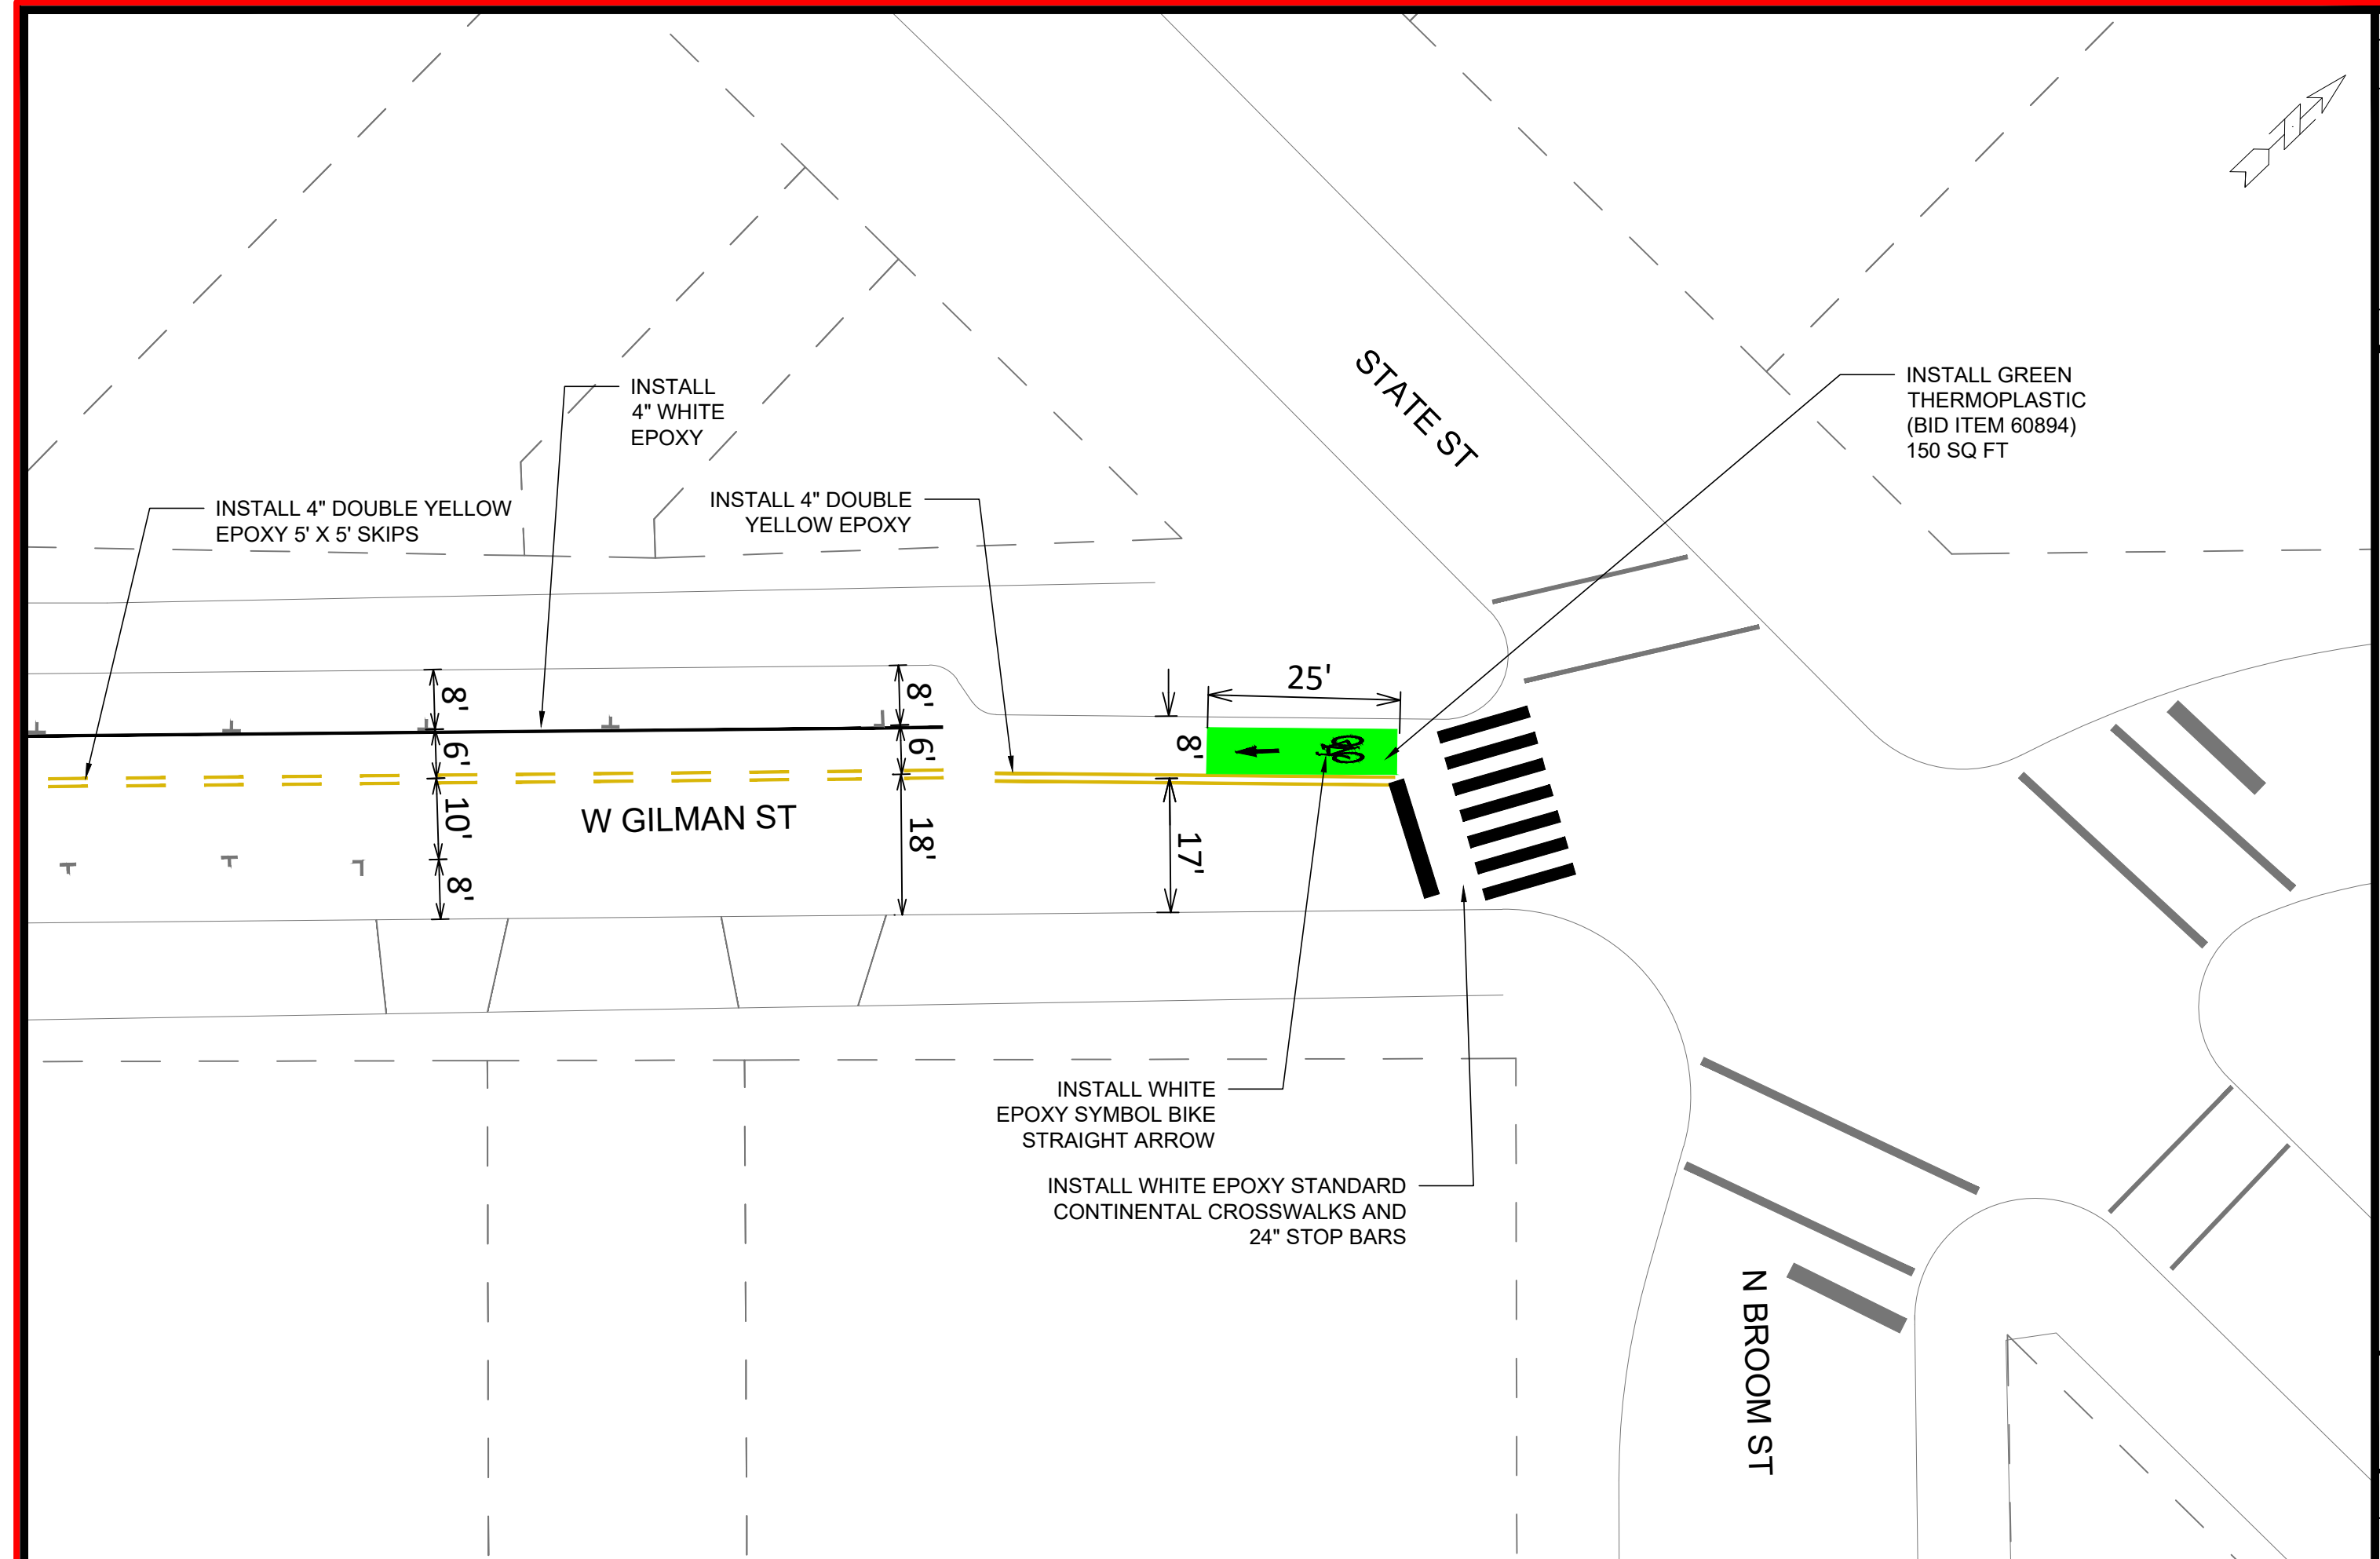 STATE ST
INSTALL GREEN
THERMOPLASTIC
(BID ITEM 60894)
150 SQ FT
INSTALL
4" WHITE
EPOXY
INSTALL 4" DOUBLE YELLOW
EPOXY 5' X 5' SKIPS
INSTALL 4" DOUBLE
YELLOW EPOXY
8'
6'
10'
8'
8'
6'
18'
8'
17'
25'
W GILMAN ST
INSTALL WHITE
EPOXY SYMBOL BIKE
STRAIGHT ARROW
INSTALL WHITE EPOXY STANDARD
CONTINENTAL CROSSWALKS AND
24" STOP BARS
N BROOM ST